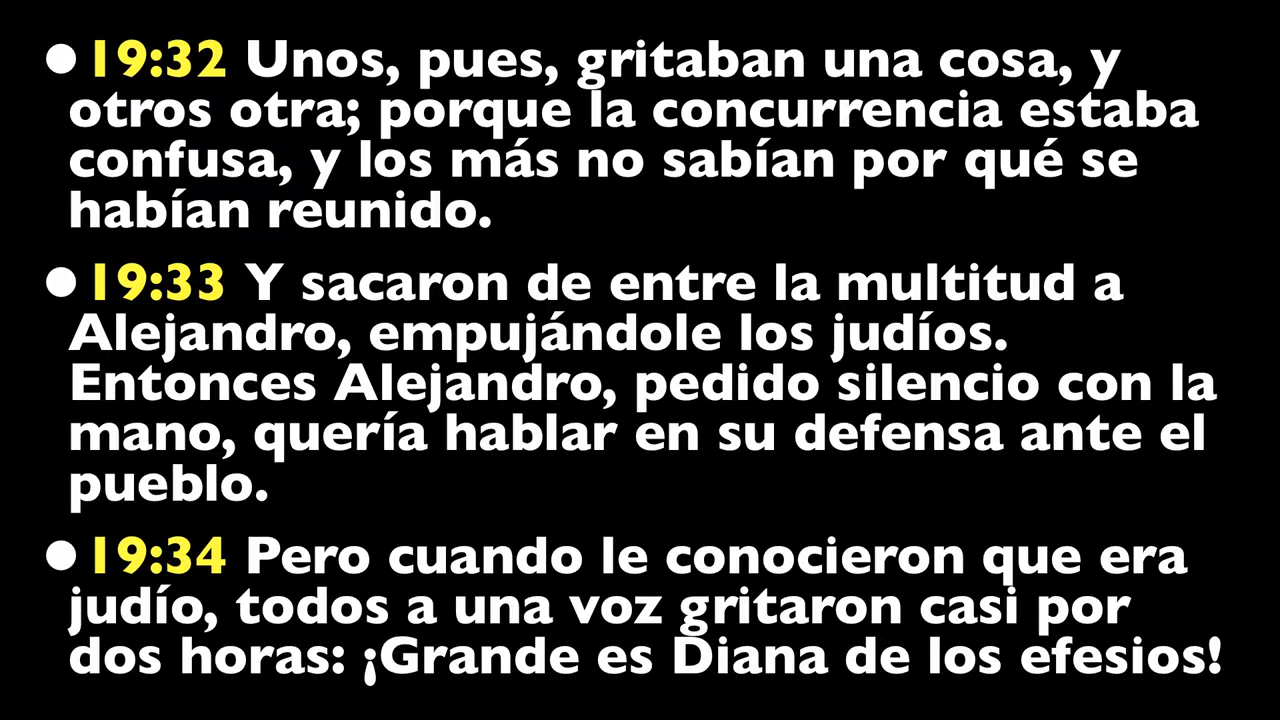 •19:32 Unos, pues, gritaban una cosa, y
otros otra; porque la concurrencia estaba
confusa, y los más no sabían por qué se
habían reunido.
•19:33 Y sacaron de entre la multitud a
Alejandro, empujándole los judíos.
Entonces Alejandro, pedido silencio con la
mano, quería hablar en su defensa ante el
pueblo.
•19:34 Pero cuando le conocieron que era
judío, todos a una voz gritaron casi por
dos horas: ¡Grande es Diana de los efesios!